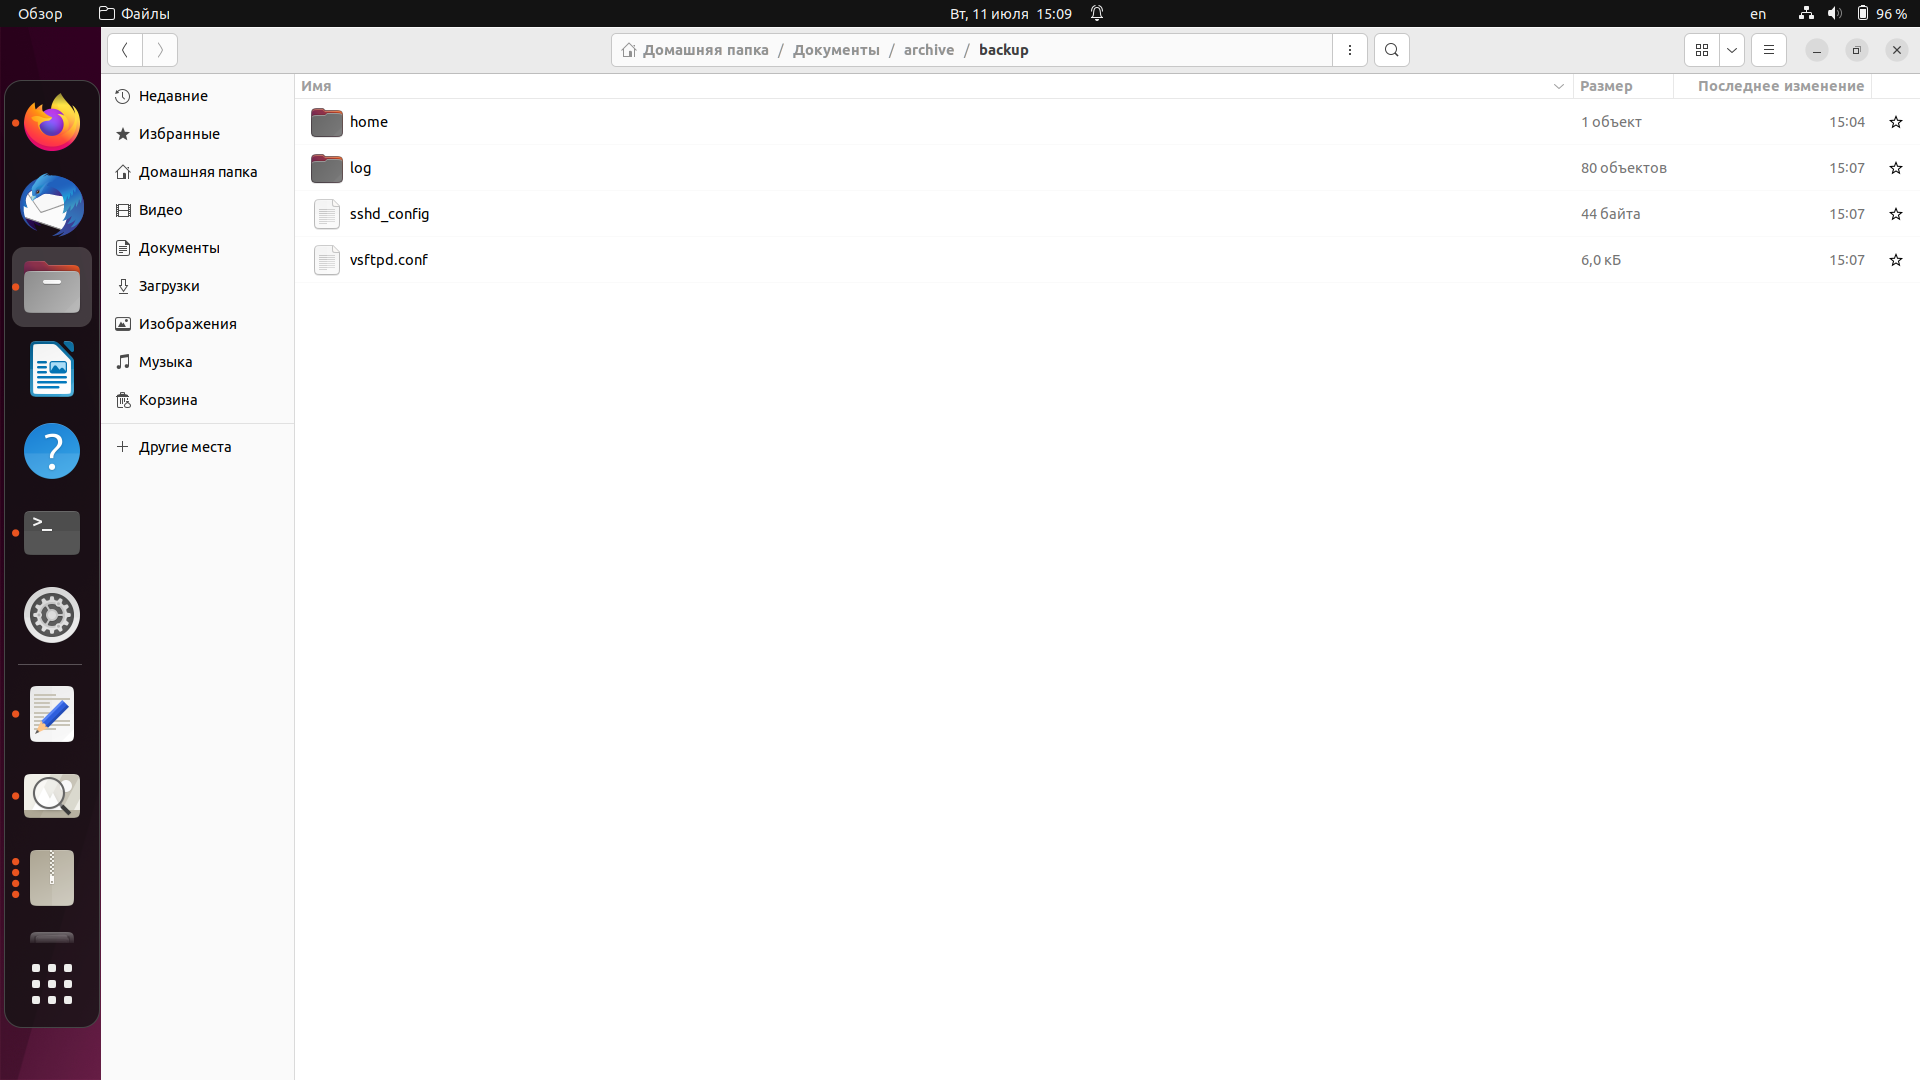 Обзор Файлы Вт, 11 июля 15:09 en 96 %
Домашняя папка / Документы / archive / backup
Недавние
Избранные
Домашняя папка
Видео
Документы
Загрузки
Изображения
Музыка
Корзина
Другие места
Имя Размер Последнее изменение
home 1 объект 15:04
log 80 объектов 15:07
sshd_config 44 байта 15:07
vsftpd.conf 6,0 кБ 15:07